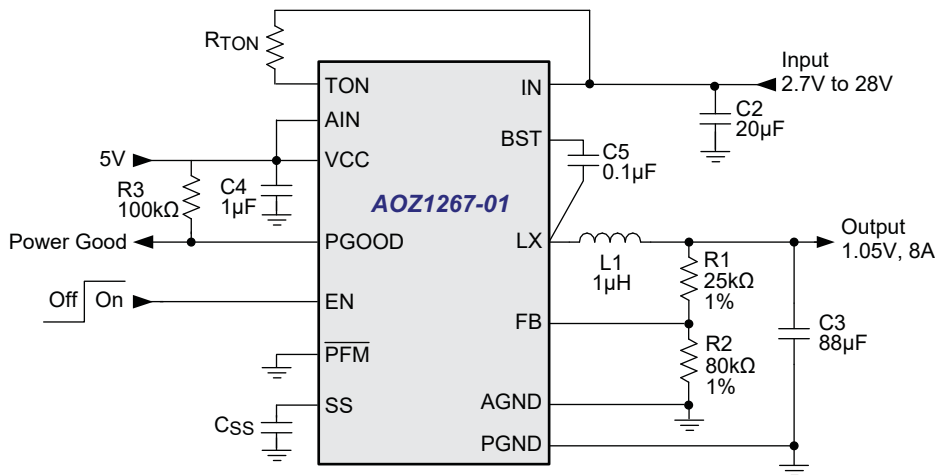 RTON
TON
AIN
5V
VCC
R3
100kΩ
C4
1µF
Power Good
PGOOD
Off
On
EN
PFM
SS
CSS
AOZ1267-01
IN
Input
2.7V to 28V
C2
20µF
BST
C5
0.1µF
LX
L1
1µH
Output
1.05V, 8A
R1
25kΩ
1%
FB
R2
80kΩ
1%
C3
88µF
AGND
PGND